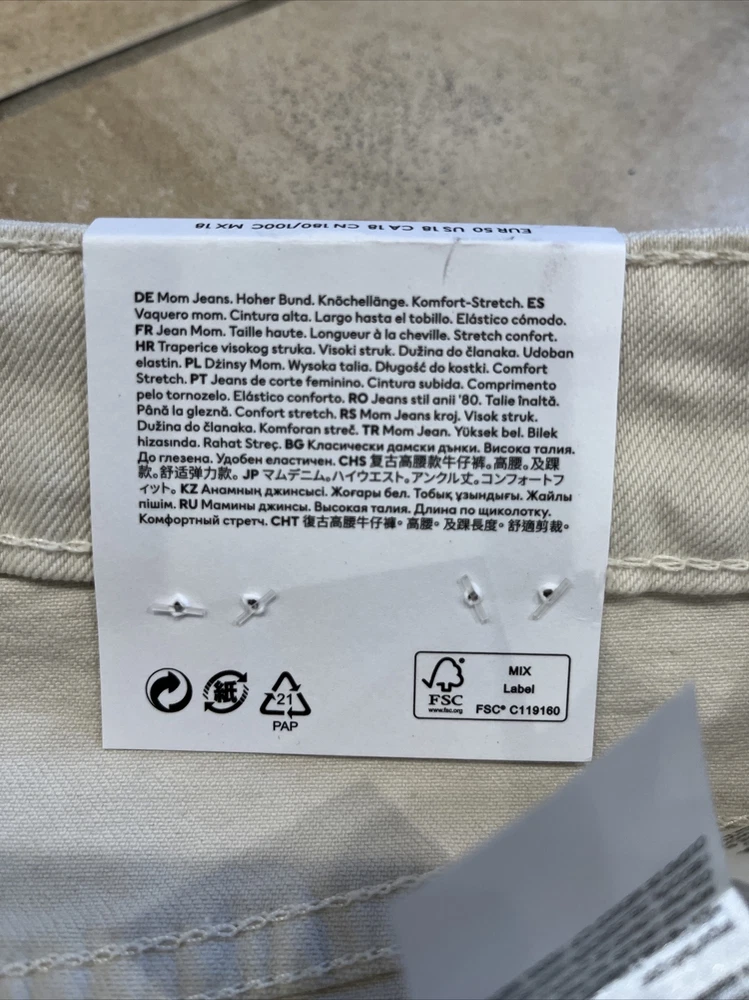 EUR 50 US 18 CA 18 CN 180/100C MX 18
DE Mom Jeans. Hoher Bund. Knöchellänge. Komfort-Stretch. ES
Vaquero mom. Cintura alta. Largo hasta el tobillo. Elástico cómodo.
FR Jean Mom. Taille haute. Longueur à la cheville. Stretch confort.
HR Traperice visokog struka. Visoki struk. Dužina do članaka. Udoban
elastin. PL Dżinsy Mom. Wysoka talia. Długość do kostki. Comfort
Stretch. PT Jeans de corte feminino. Cintura subida. Comprimento
pelo tornozelo. Elástico conforto. RO Jeans stil anii '80. Talie înaltă.
Până la gleznă. Confort stretch. RS Mom Jeans kroj. Visok struk.
Dužina do članaka. Komforan streč. TR Mom Jean. Yüksek bel. Bilek
hizasında. Rahat Streç. BG Класически дамски дънки. Висока талия.
До глезена. Удобен еластичен. CHS 复古高腰款牛仔裤。高腰。及踝
款。舒适弹力款。 JP マムデニム。ハイウエスト。アンクル丈。コンフォートフ
ィット。 KZ Ананның джинсысі. Жоғары бел. Тобық ұзындығы. Жайлы
пішім. RU Мамины джинсы. Высокая талия. Длина по щиколотку.
Комфортный стретч. CHT 復古高腰牛仔褲。高腰。及踝長度。舒適剪裁。
紙
21
PAP
FSC
www.fsc.org
MIX
Label
FSC® C119160